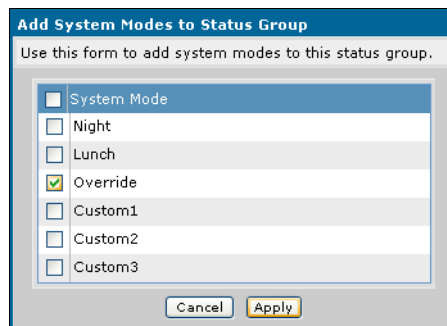 Add System Modes to Status Group
Use this form to add system modes to this status group.
System Mode
Night
Lunch
Override
Custom1
Custom2
Custom3
Cancel Apply